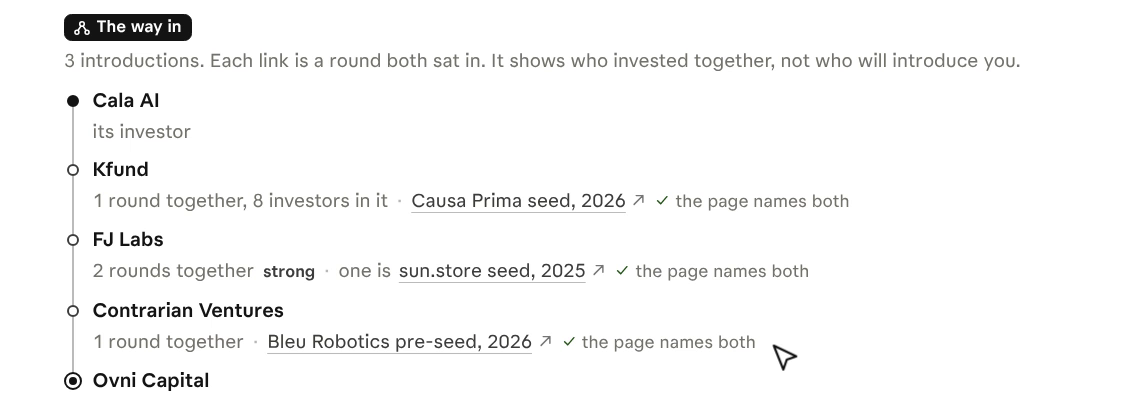 The way in
3 introductions. Each link is a round both sat in. It shows who invested together, not who will introduce you.
Cala AI
its investor
Kfund
1 round together, 8 investors in it · Causa Prima seed, 2026 ↗ ✓ the page names both
FJ Labs
2 rounds together strong · one is sun.store seed, 2025 ↗ ✓ the page names both
Contrarian Ventures
1 round together · Bleu Robotics pre-seed, 2026 ↗ ✓ the page names both
Ovni Capital